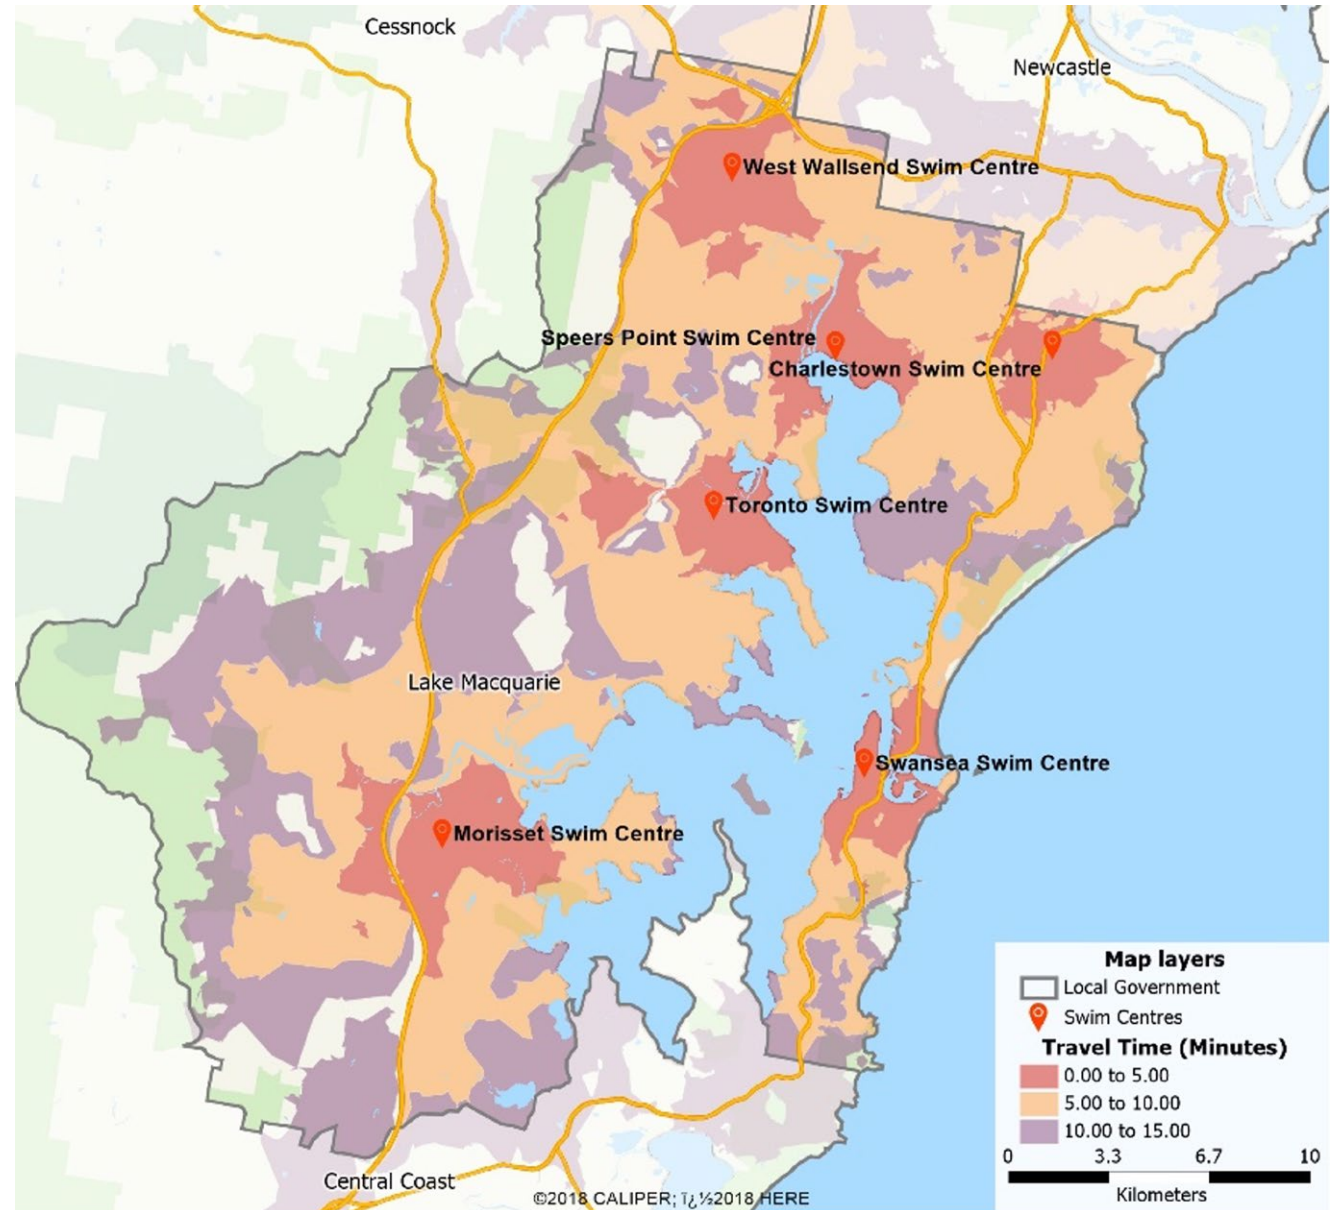 Cessnock
Newcastle
West Wallsend Swim Centre
Speers Point Swim Centre
Charlestown Swim Centre
Toronto Swim Centre
Lake Macquarie
Swansea Swim Centre
Morisset Swim Centre
Central Coast
Map layers
Local Government
Swim Centres
Travel Time (Minutes)
0.00 to 5.00
5.00 to 10.00
10.00 to 15.00
0 3.3 6.7 10
Kilometers
©2018 CALIPER; ï¿½2018 HERE